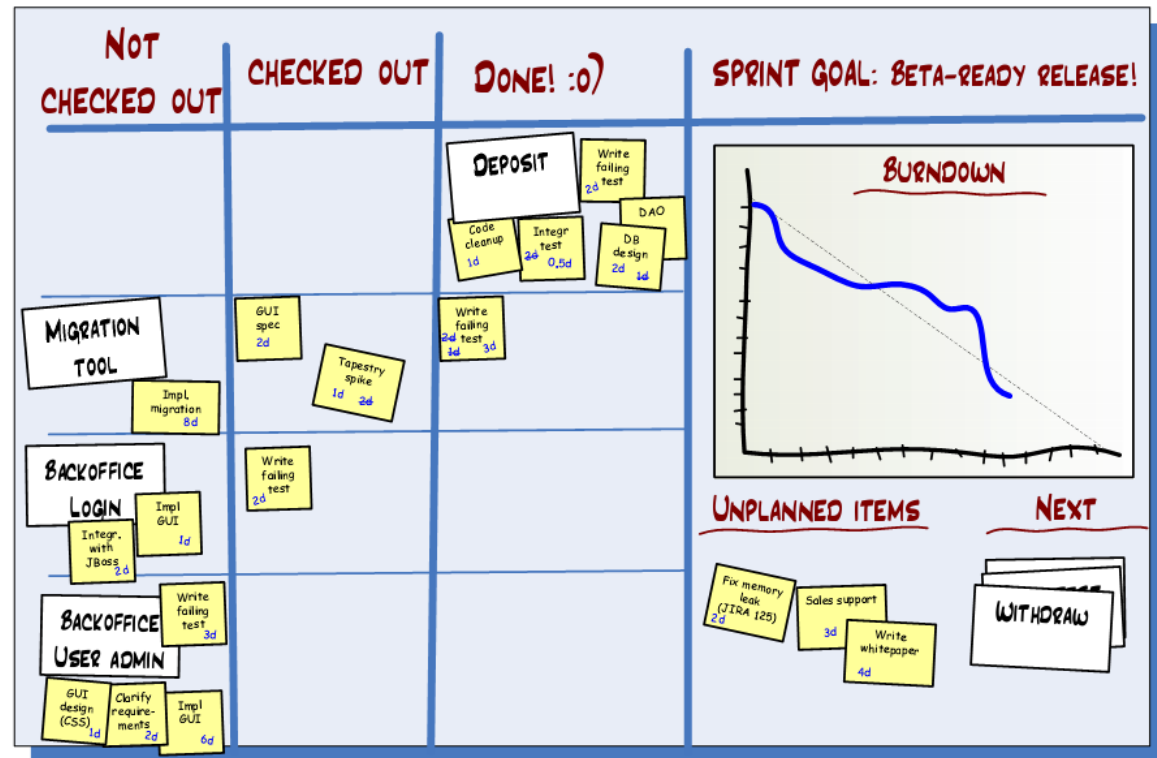 Not
checked out
checked out
Done! :o)
sprint goal: Beta-ready release!
Deposit
Write
failing
test
2d
DAO
Code
cleanup
1d
Integr
test
2d 0.5d
DB
design
2d 1d
Migration
tool
Impl.
migration
8d
GUI
spec
2d
Tapestry
spike
1d 2d
Write
failing
test
2d
1d 3d
Backoffice
Login
Impl
GUI
1d
Integr.
with
JBoss
2d
Write
failing
test
2d
Backoffice
User admin
Write
failing
test
3d
GUI
design
(CSS)
1d
Clarify
require-
ments
2d
Impl
GUI
6d
Burndown
Unplanned items
Next
Fix memory
leak
(JIRA 125)
2d
Sales support
3d
Write
whitepaper
4d
Withdraw